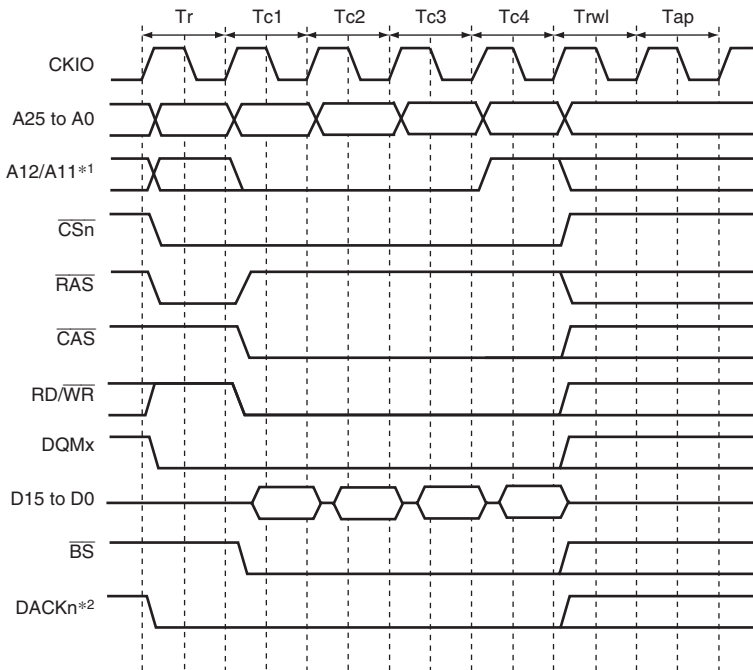 Tr Tc1 Tc2 Tc3 Tc4 Trwl Tap
CKIO
A25 to A0
A12/A11*1
CSn
RAS
CAS
RD/WR
DQMx
D15 to D0
BS
DACKn*2